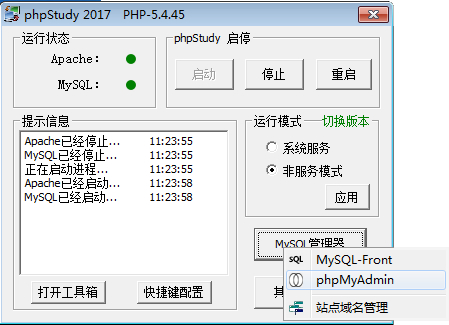 phpStudy 2017 PHP-5.4.45
运行状态
Apache:
MySQL:
phpStudy 启停
启动 停止 重启
提示信息
Apache已经停止... 11:23:55
MySQL已经停止... 11:23:55
正在启动进程... 11:23:55
Apache已经启动... 11:23:58
MySQL已经启动... 11:23:58
打开工具箱 快捷键配置
运行模式 切换版本
系统服务
非服务模式
应用
MySQL管理器
其
SQL MySQL-Front
phpMyAdmin
站点域名管理